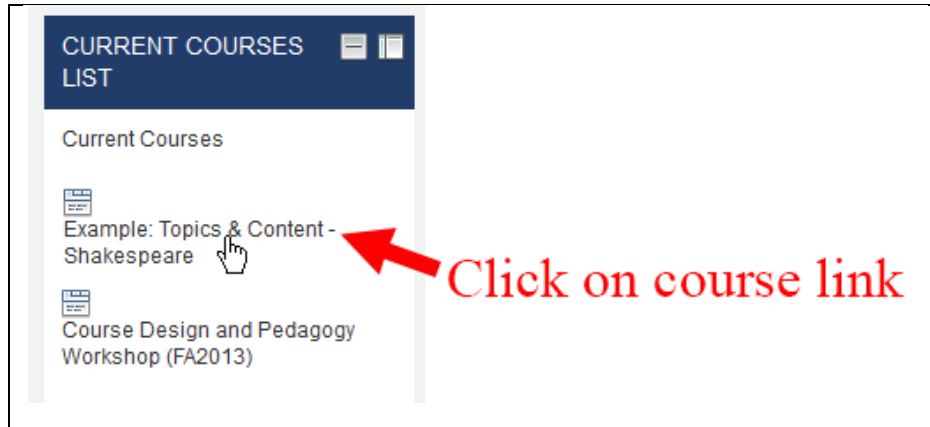 CURRENT COURSES
LIST
Current Courses
Example: Topics & Content -
Shakespeare
Click on course link
Course Design and Pedagogy
Workshop (FA2013)